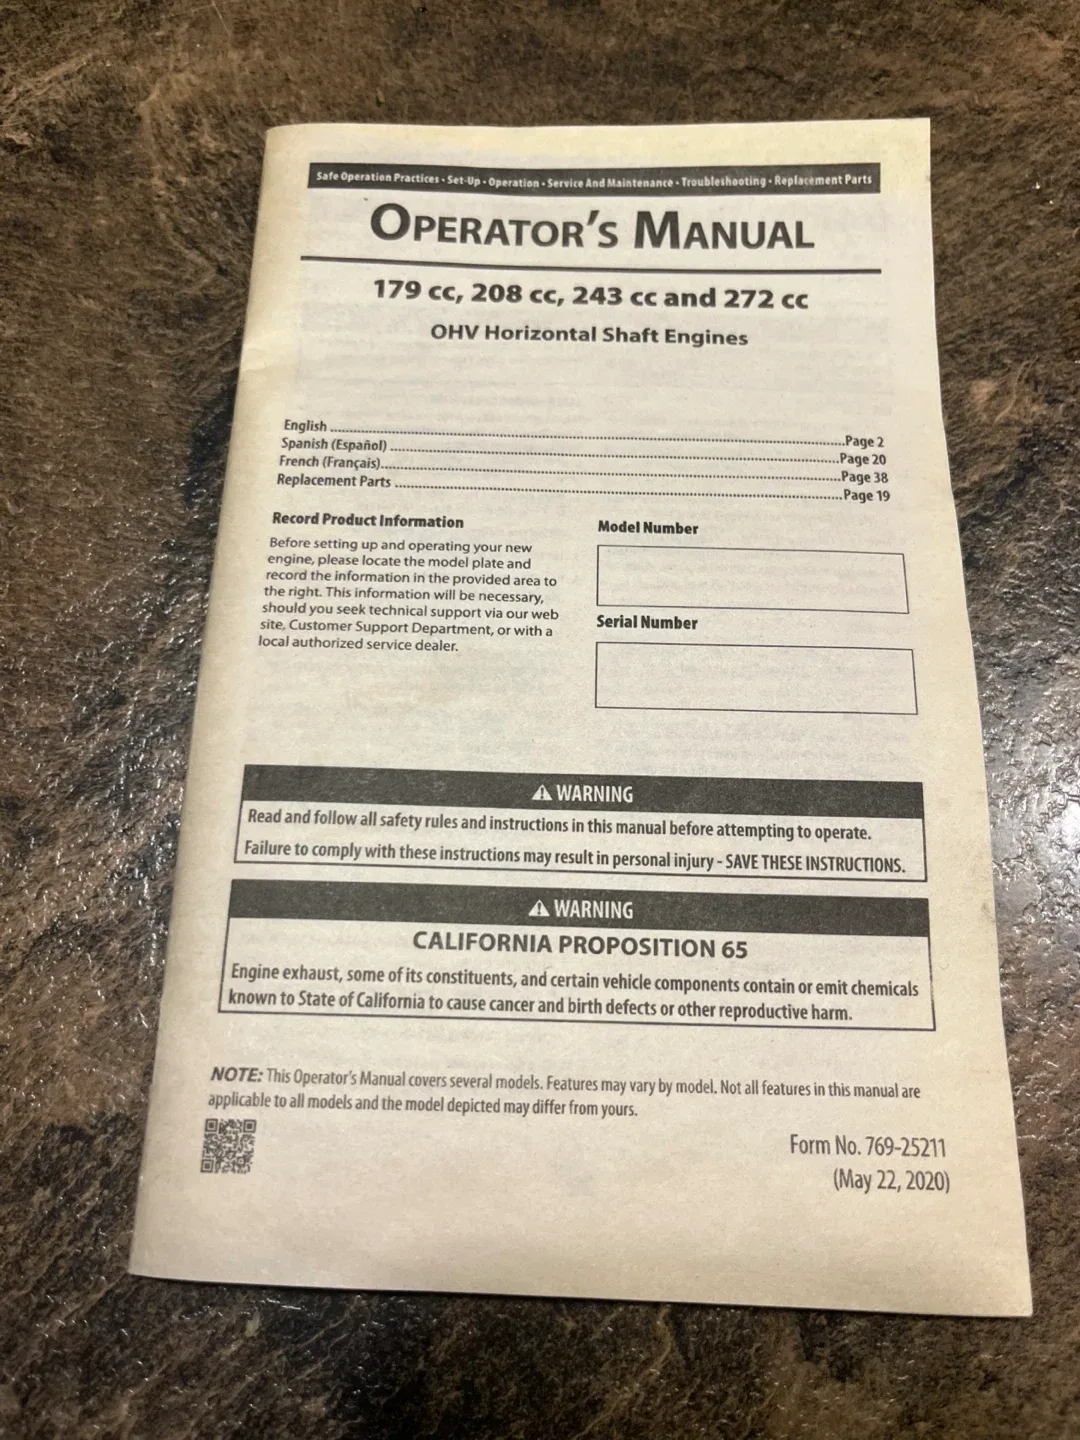 Safe Operation Practices • Set-Up • Operation • Service And Maintenance • Troubleshooting • Replacement Parts
OPERATOR'S MANUAL
179 cc, 208 cc, 243 cc and 272 cc
OHV Horizontal Shaft Engines
English ........ Page 2
Spanish (Español) ........ Page 20
French (Français) ........ Page 38
Replacement Parts ........ Page 19
Record Product Information
Before setting up and operating your new
engine, please locate the model plate and
record the information in the provided area to
the right. This information will be necessary,
should you seek technical support via our web
site, Customer Support Department, or with a
local authorized service dealer.
Model Number
Serial Number
WARNING
Read and follow all safety rules and instructions in this manual before attempting to operate.
Failure to comply with these instructions may result in personal injury - SAVE THESE INSTRUCTIONS.
WARNING
CALIFORNIA PROPOSITION 65
Engine exhaust, some of its constituents, and certain vehicle components contain or emit chemicals
known to State of California to cause cancer and birth defects or other reproductive harm.
NOTE: This Operator's Manual covers several models. Features may vary by model. Not all features in this manual are
applicable to all models and the model depicted may differ from yours.
Form No. 769-25211
(May 22, 2020)